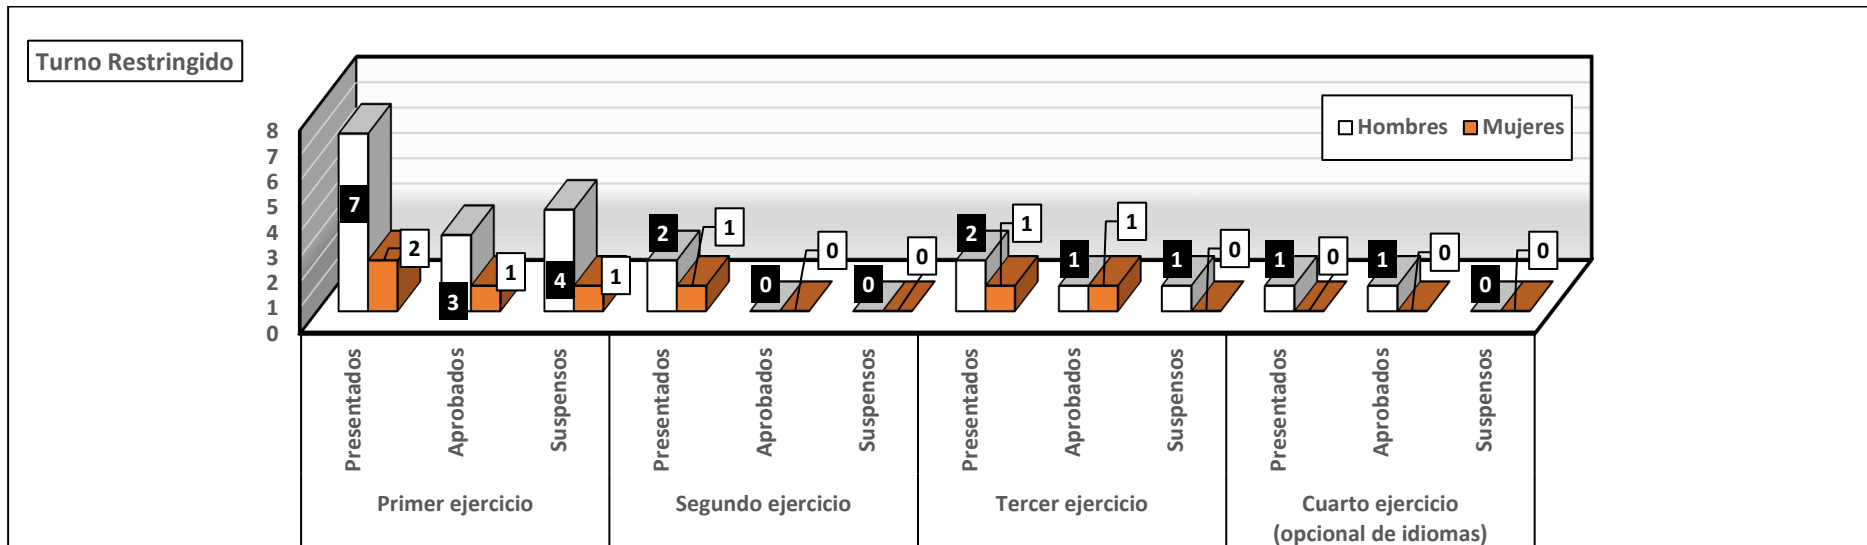 Turno Restringido
Hombres Mujeres
8
7
6
5
4
3
2
1
0
7 2 3 1 4 1 2 1 0 0 0 0 2 1 1 1 1 0 1 0 1 0 0 0
Presentados Aprobados Suspensos Presentados Aprobados Suspensos Presentados Aprobados Suspensos Presentados Aprobados Suspensos
Primer ejercicio Segundo ejercicio Tercer ejercicio Cuarto ejercicio
(opcional de idiomas)